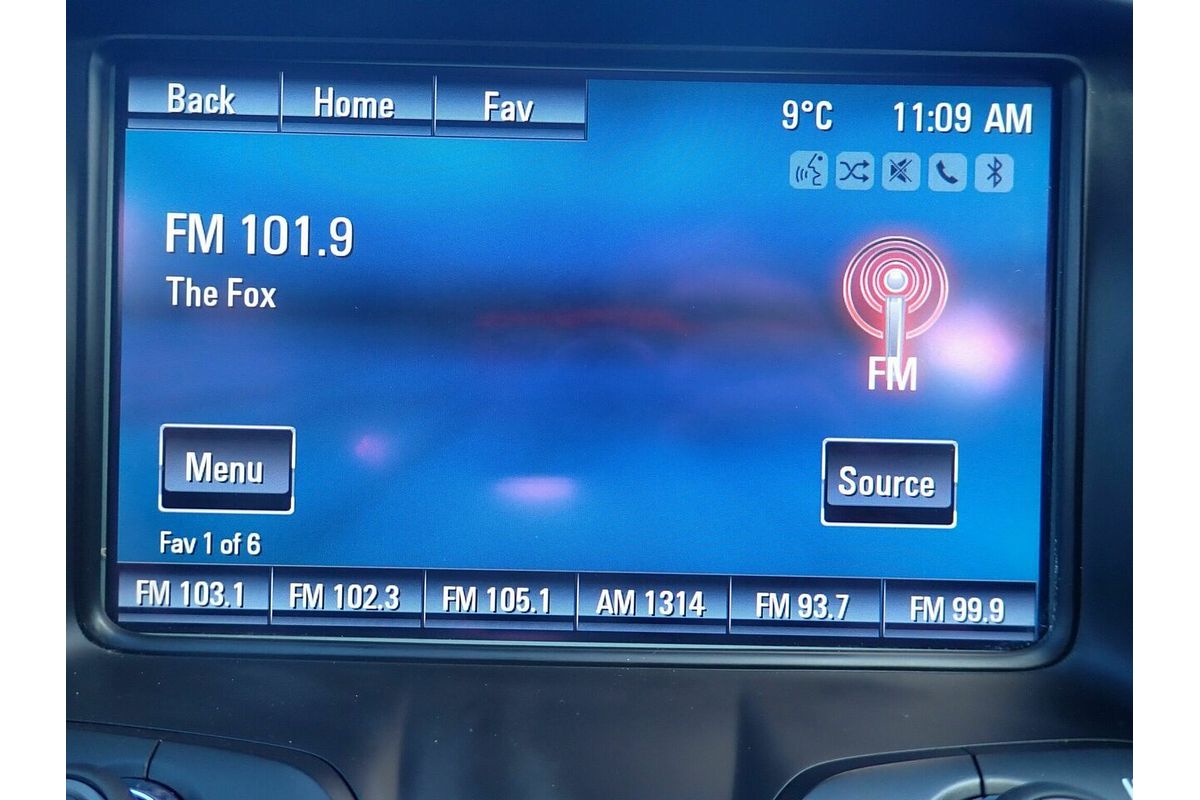 Back Home Fav 9°C 11:09 AM
FM 101.9
The Fox
FM
Menu Source
Fav 1 of 6
FM 103.1 FM 102.3 FM 105.1 AM 1314 FM 93.7 FM 99.9